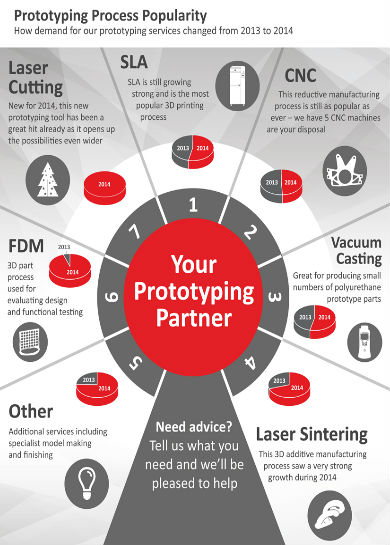 Prototyping Process Popularity
How demand for our prototyping services changed from 2013 to 2014
Laser
Cutting
New for 2014, this new
prototyping tool has been a
great hit already as it opens up
the possibilities even wider
2014
SLA
SLA is still growing
strong and is the most
popular 3D printing
process
2013
2014
CNC
This reductive manufacturing
process is still as popular as
ever – we have 5 CNC machines
are your disposal
2013
2014
1
2
3
4
5
6
7
Your
Prototyping
Partner
FDM
3D part
process
used for
evaluating design
and functional testing
2013
2014
Vacuum
Casting
Great for producing small
numbers of polyurethane
prototype parts
2013
2014
Other
Additional services including
specialist model making
and finishing
2013
2014
Need advice?
Tell us what you
need and we'll be
pleased to help
2013
2014
Laser Sintering
This 3D additive manufacturing
process saw a very strong
growth during 2014